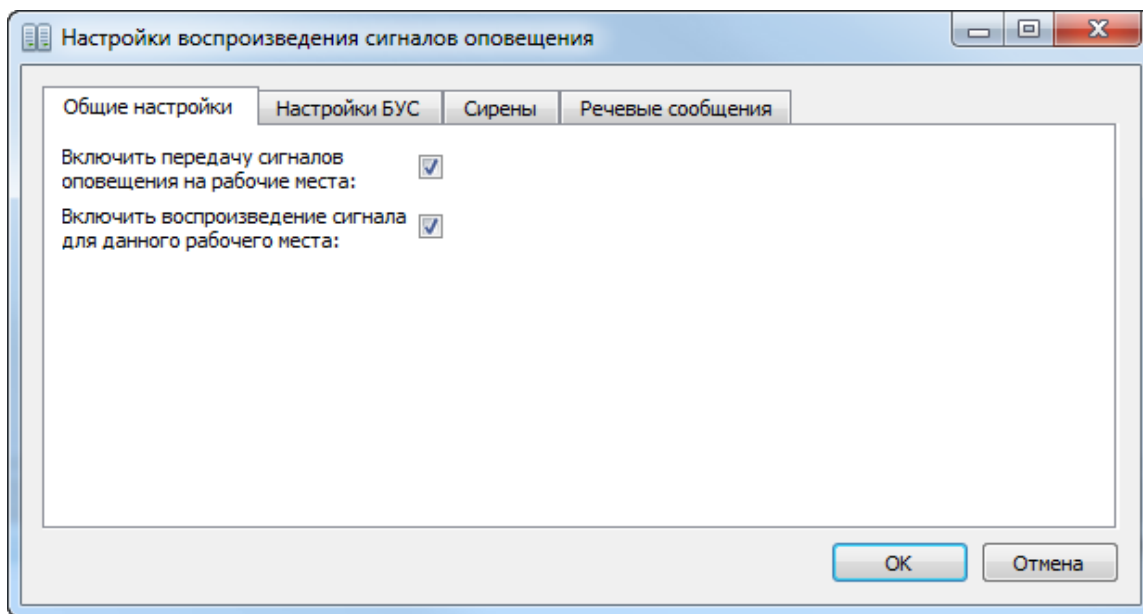 Настройки воспроизведения сигналов оповещения
Общие настройки
Настройки БУС
Сирены
Речевые сообщения
Включить передачу сигналов
оповещения на рабочие места:
Включить воспроизведение сигнала
для данного рабочего места:
OK
Отмена